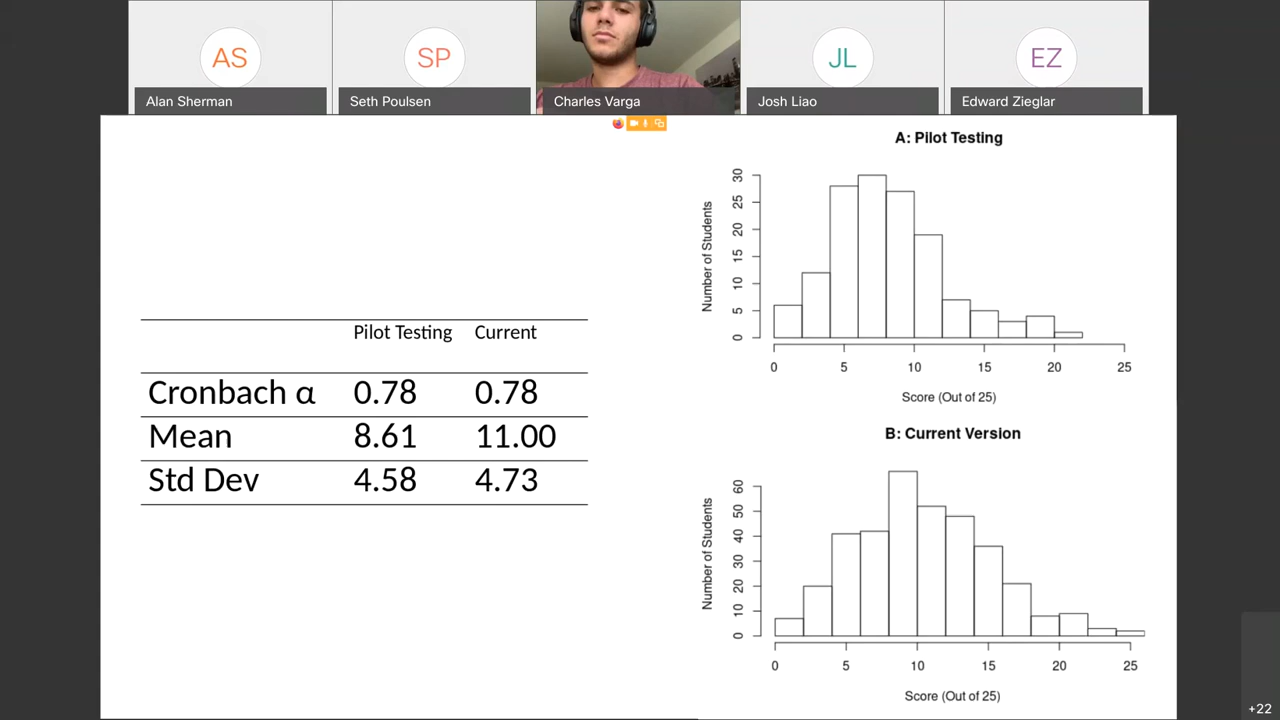 AS
SP
JL
EZ
Alan Sherman
Seth Poulsen
Charles Varga
Josh Liao
Edward Zieglar
Pilot Testing Current
Cronbach α 0.78 0.78
Mean 8.61 11.00
Std Dev 4.58 4.73
A: Pilot Testing
Number of Students
30
25
20
15
10
5
0
0 5 10 15 20 25
Score (Out of 25)
B: Current Version
Number of Students
60
50
40
30
20
10
0
0 5 10 15 20 25
Score (Out of 25)
+22